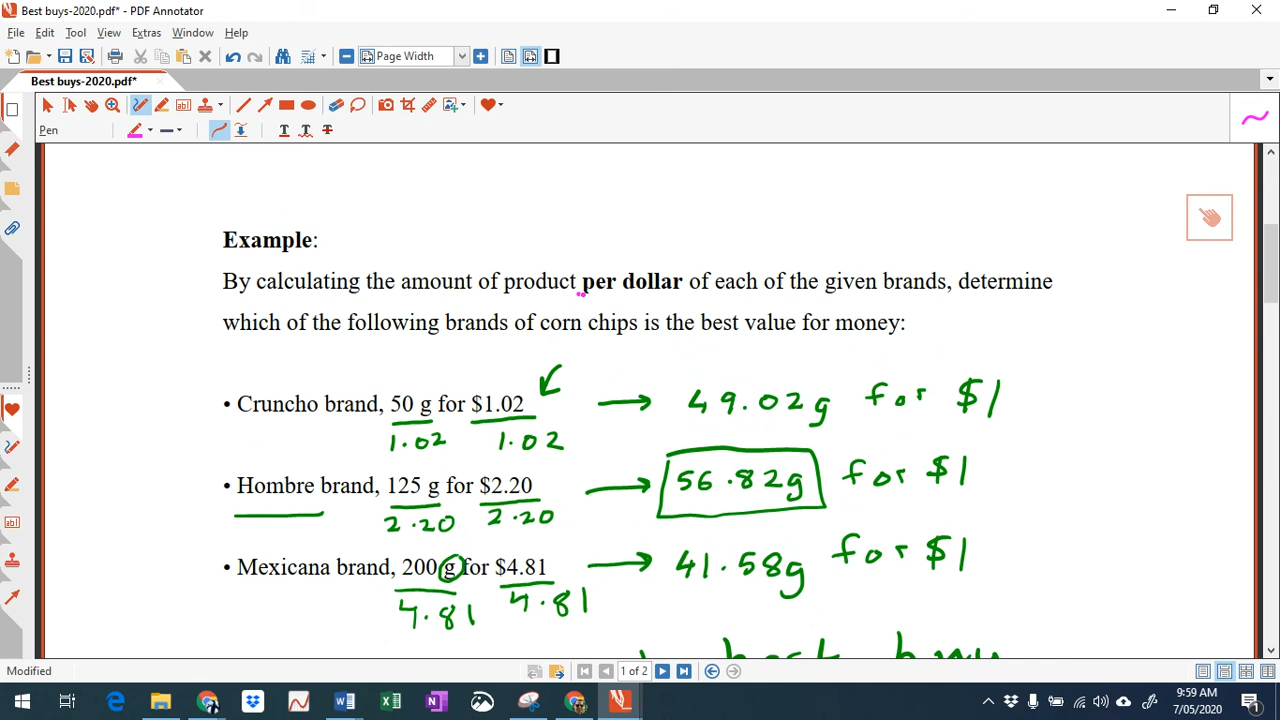 Best buys-2020.pdf* - PDF Annotator
File Edit Tool View Extras Window Help
Page Width
Best buys-2020.pdf*
Pen
Example:
By calculating the amount of product per dollar of each of the given brands, determine
which of the following brands of corn chips is the best value for money:
• Cruncho brand, 50 g for $1.02 → 49.02g for $1
1.02 1.02
• Hombre brand, 125 g for $2.20 → 56.82g for $1
2.20 2.20
• Mexicana brand, 200 g for $4.81 → 41.58g for $1
4.81 4.81
best buy
Modified
1 of 2
9:59 AM
7/05/2020